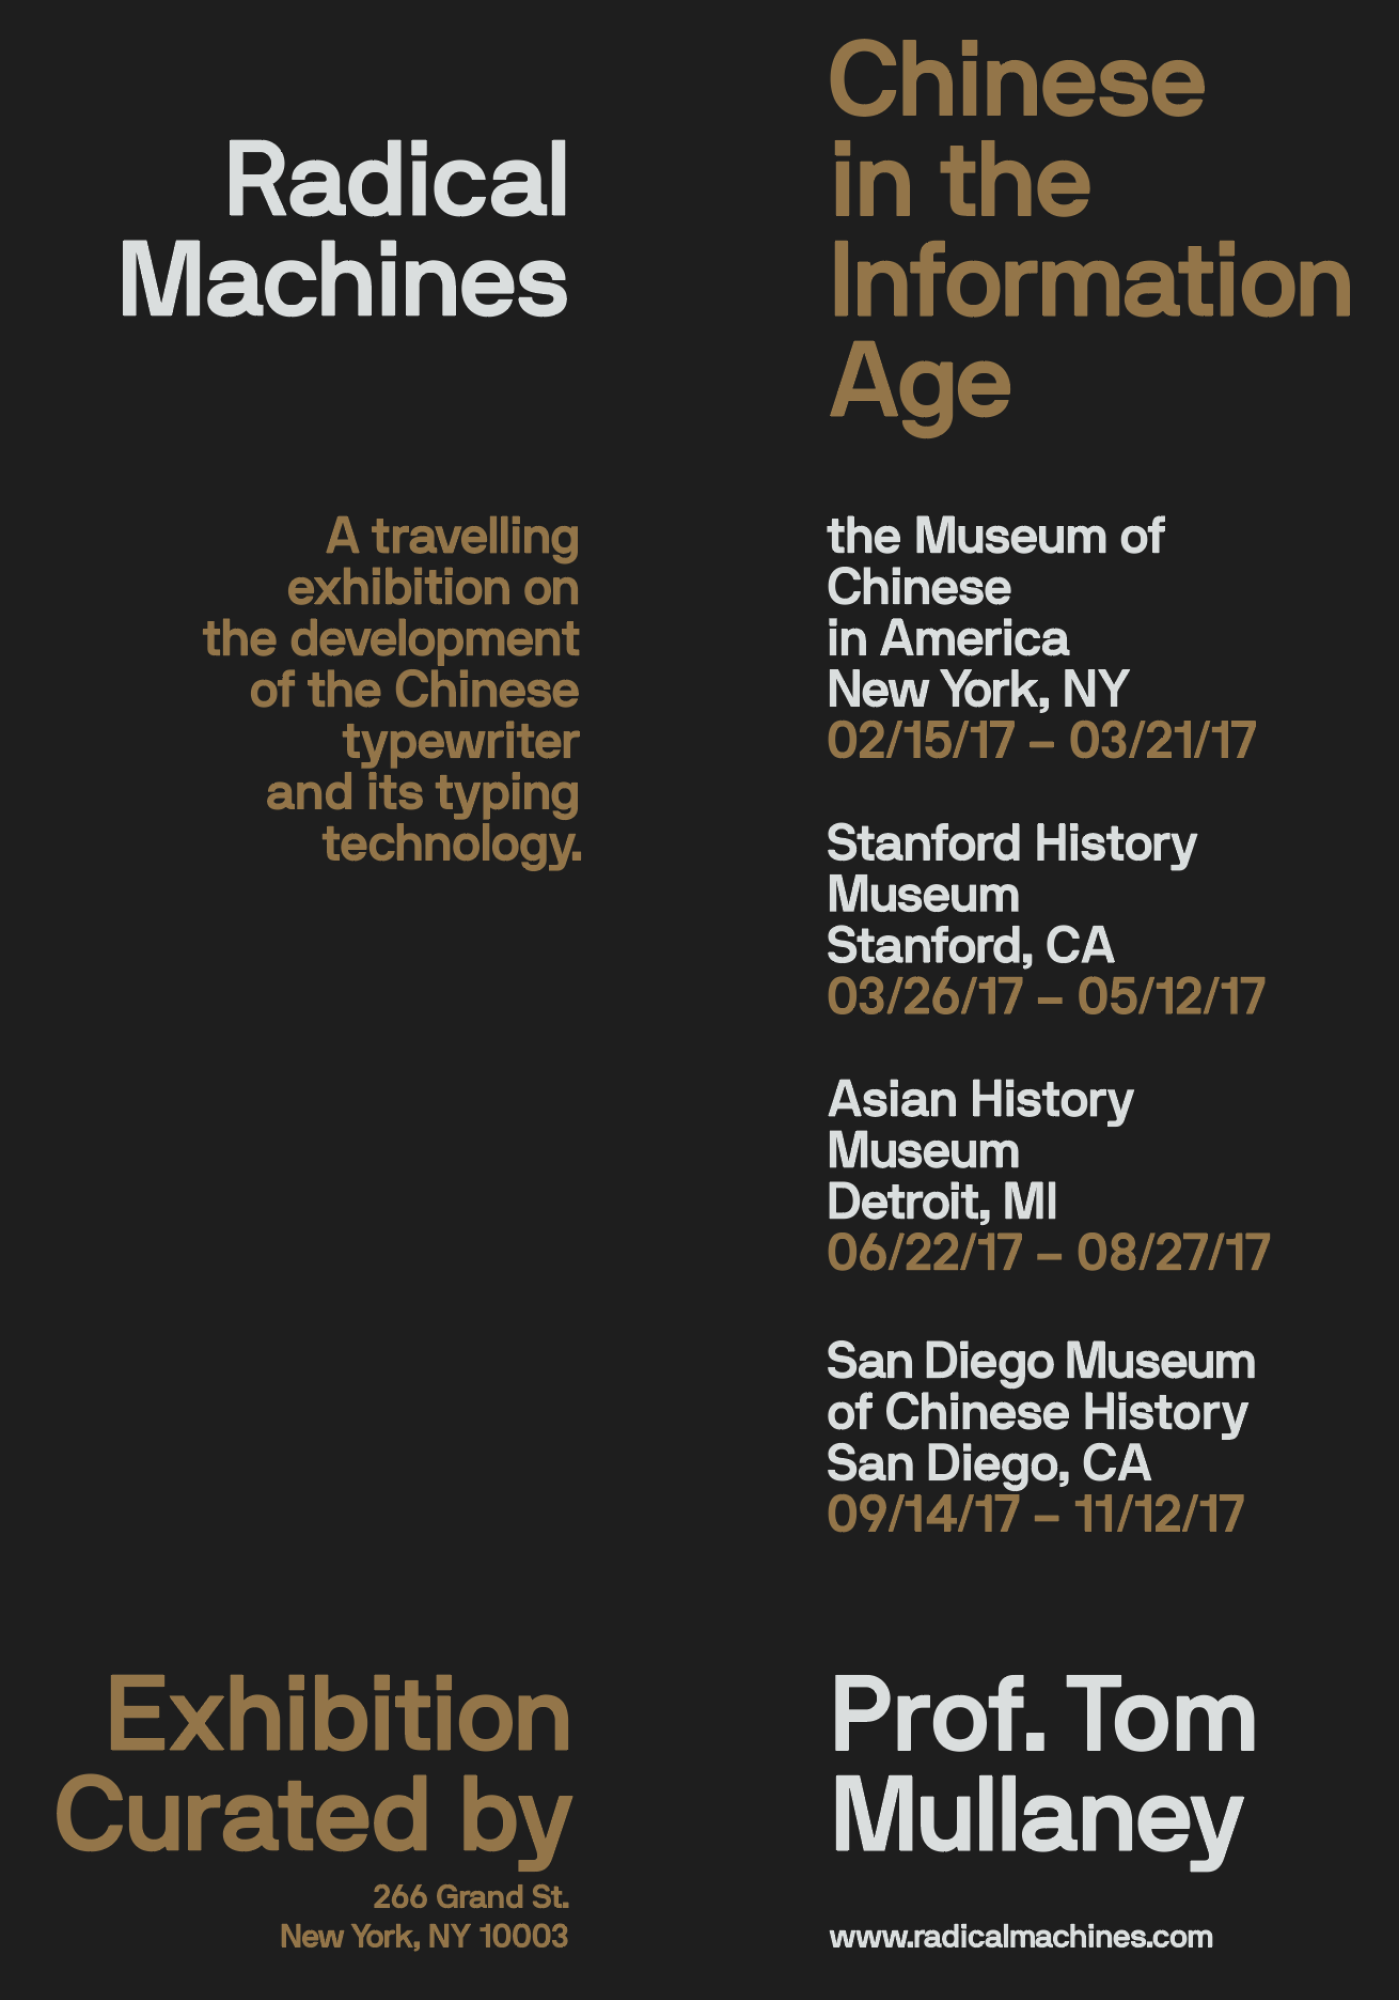 Radical
Machines
Chinese
in the
Information
Age
A travelling
exhibition on
the development
of the Chinese
typewriter
and its typing
technology.
the Museum of
Chinese
in America
New York, NY
02/15/17 – 03/21/17
Stanford History
Museum
Stanford, CA
03/26/17 – 05/12/17
Asian History
Museum
Detroit, MI
06/22/17 – 08/27/17
San Diego Museum
of Chinese History
San Diego, CA
09/14/17 – 11/12/17
Exhibition
Curated by
Prof. Tom
Mullaney
266 Grand St.
New York, NY 10003
www.radicalmachines.com